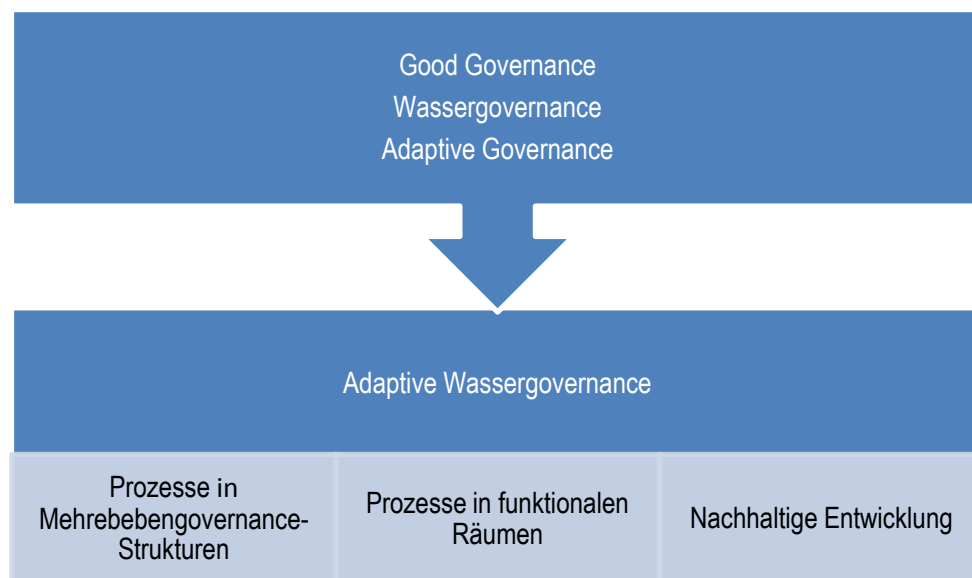 Good Governance
Wassergovernance
Adaptive Governance
Adaptive Wassergovernance
Prozesse in
Mehrebebengovernance-
Strukturen
Prozesse in funktionalen
Räumen
Nachhaltige Entwicklung